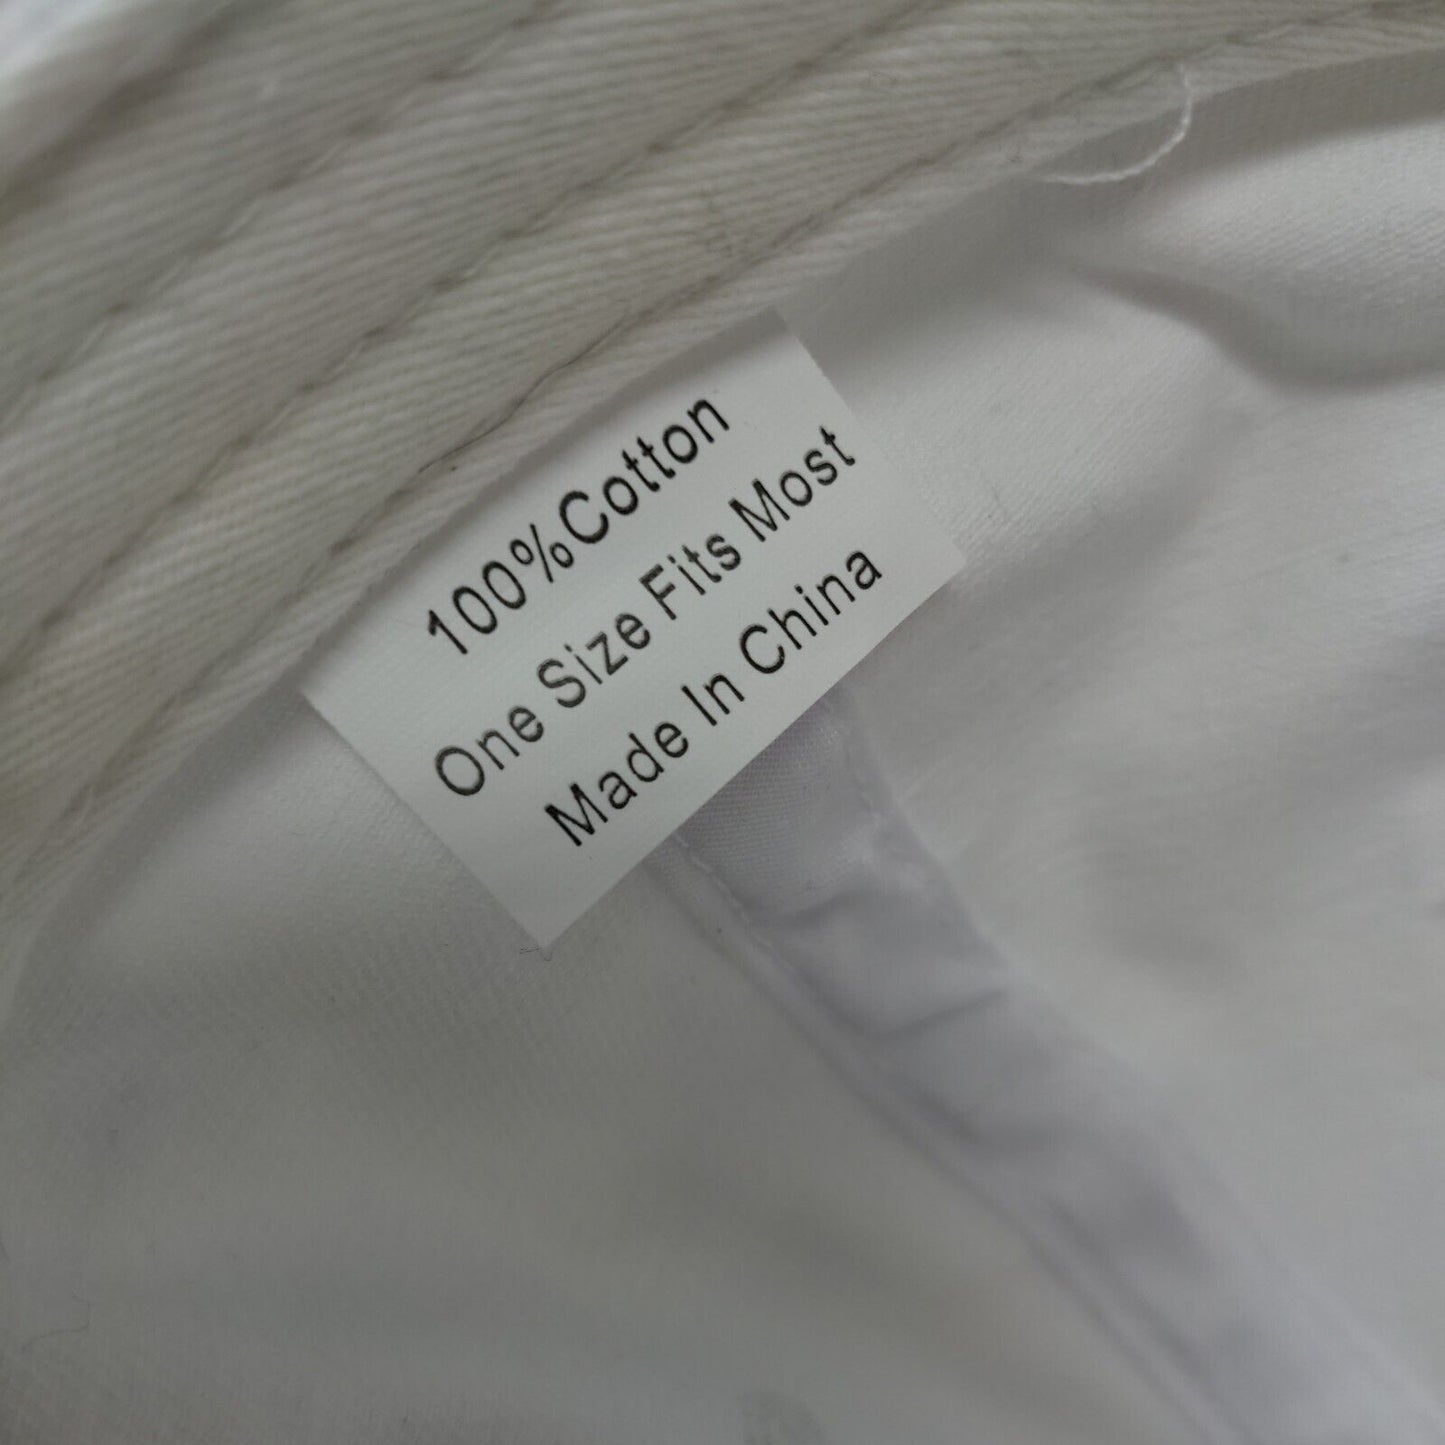 100%Cotton
One Size Fits Most
Made In China